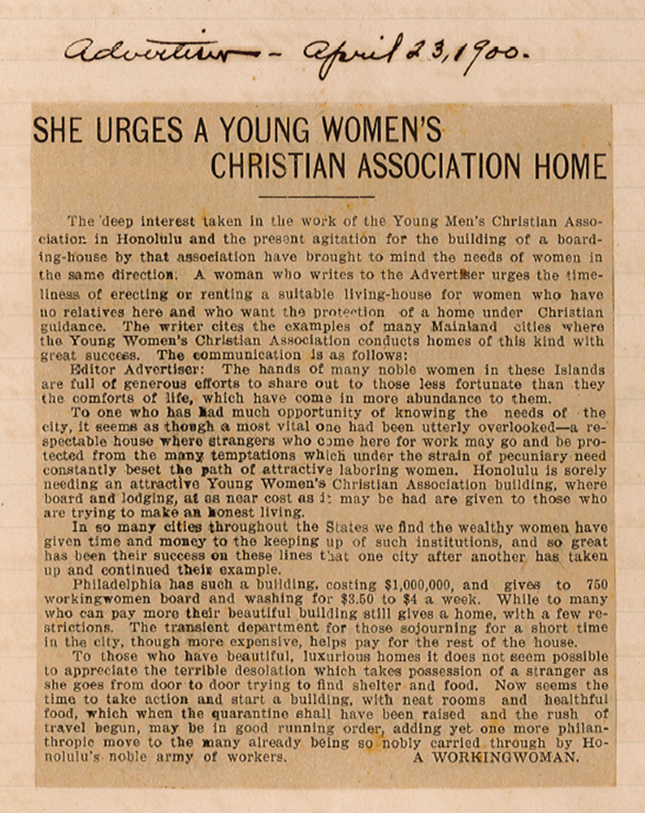 Advertiser - April 23, 1900.
SHE URGES A YOUNG WOMEN'S
CHRISTIAN ASSOCIATION HOME
The deep interest taken in the work of the Young Men's Christian Asso-
ciation in Honolulu and the present agitation for the building of a board-
ing-house by that association have brought to mind the needs of women in
the same direction. A woman who writes to the Advertiser urges the time-
liness of erecting or renting a suitable living-house for women who have
no relatives here and who want the protection of a home under Christian
guidance. The writer cites the examples of many Mainland cities where
the Young Women's Christian Association conducts homes of this kind with
great success. The communication is as follows:
Editor Advertiser: The hands of many noble women in these Islands
are full of generous efforts to share out to those less fortunate than they
the comforts of life, which have come in more abundance to them.
To one who has had much opportunity of knowing the needs of the
city, it seems as though a most vital one had been utterly overlooked—a re-
spectable house where strangers who come here for work may go and be pro-
tected from the many temptations which under the strain of pecuniary need
constantly beset the path of attractive laboring women. Honolulu is sorely
needing an attractive Young Women's Christian Association building, where
board and lodging, at as near cost as it may be had are given to those who
are trying to make an honest living.
In so many cities throughout the States we find the wealthy women have
given time and money to the keeping up of such institutions, and so great
has been their success on these lines that one city after another has taken
up and continued their example.
Philadelphia has such a building, costing $1,000,000, and gives to 750
workingwomen board and washing for $3.50 to $4 a week. While to many
who can pay more their beautiful building still gives a home, with a few re-
strictions. The transient department for those sojourning for a short time
in the city, though more expensive, helps pay for the rest of the house.
To those who have beautiful, luxurious homes it does not seem possible
to appreciate the terrible desolation which takes possession of a stranger as
she goes from door to door trying to find shelter and food. Now seems the
time to take action and start a building, with neat rooms and healthful
food, which when the quarantine shall have been raised and the rush of
travel begun, may be in good running order, adding yet one more philan-
thropic move to the many already being so nobly carried through by Ho-
nolulu's noble army of workers. A WORKINGWOMAN.